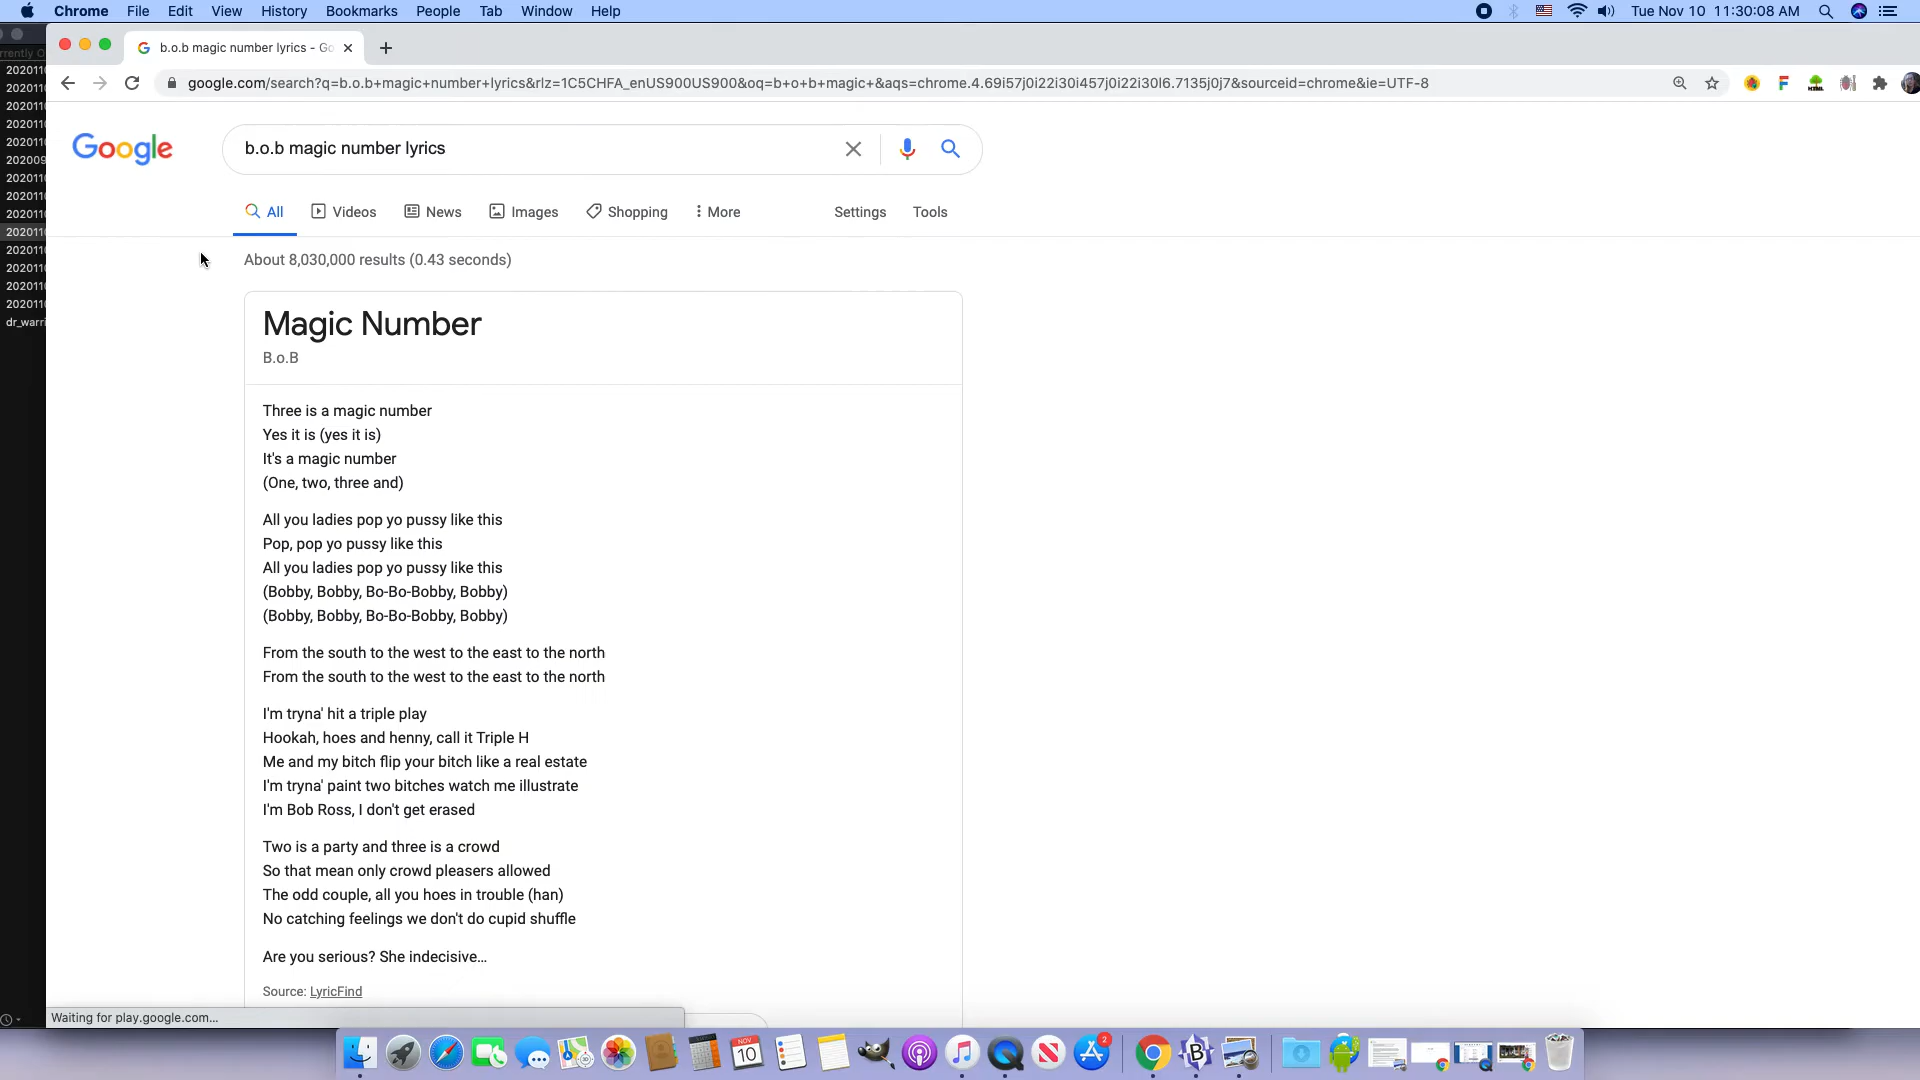 Chrome File Edit View History Bookmarks People Tab Window Help
Tue Nov 10 11:30:08 AM
b.o.b magic number lyrics - Go
google.com/search?q=b.o.b+magic+number+lyrics&rlz=1C5CHFA_enUS900US900&oq=b+o+b+magic+&aqs=chrome.4.69i57j0i22i30i457j0i22i30l6.7135j0j7&sourceid=chrome&ie=UTF-8
Google
b.o.b magic number lyrics
All Videos News Images Shopping More Settings Tools
About 8,030,000 results (0.43 seconds)
Magic Number
B.o.B
Three is a magic number
Yes it is (yes it is)
It's a magic number
(One, two, three and)
All you ladies pop yo pussy like this
Pop, pop yo pussy like this
All you ladies pop yo pussy like this
(Bobby, Bobby, Bo-Bo-Bobby, Bobby)
(Bobby, Bobby, Bo-Bo-Bobby, Bobby)
From the south to the west to the east to the north
From the south to the west to the east to the north
I'm tryna' hit a triple play
Hookah, hoes and henny, call it Triple H
Me and my bitch flip your bitch like a real estate
I'm tryna' paint two bitches watch me illustrate
I'm Bob Ross, I don't get erased
Two is a party and three is a crowd
So that mean only crowd pleasers allowed
The odd couple, all you hoes in trouble (han)
No catching feelings we don't do cupid shuffle
Are you serious? She indecisive…
Source: LyricFind
Waiting for play.google.com...
NOV
10
2